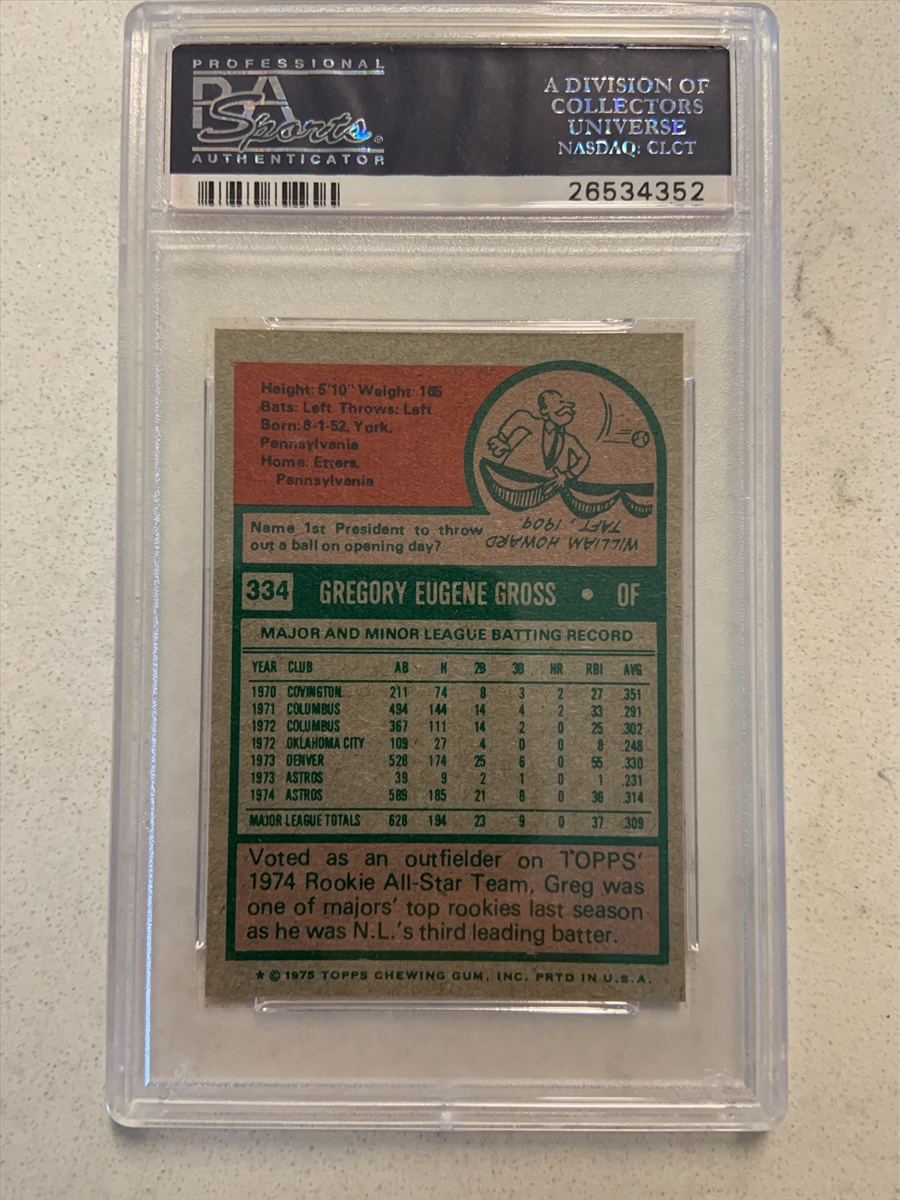 PROFESSIONAL
PSA
Sports®
AUTHENTICATOR
A DIVISION OF
COLLECTORS
UNIVERSE
NASDAQ: CLCT
26534352
Height: 5'10" Weight: 165
Bats: Left Throws: Left
Born: 8-1-52, York,
Pennsylvania
Home: Etters,
Pennsylvania
Name 1st President to throw
out a ball on opening day?
WILLIAM HOWARD
TAFT, 1909
334 GREGORY EUGENE GROSS • OF
MAJOR AND MINOR LEAGUE BATTING RECORD
YEAR CLUB AB H 2B 3B HR RBI AVG
1970 COVINGTON 211 74 8 3 2 27 .351
1971 COLUMBUS 494 144 14 4 2 33 .291
1972 COLUMBUS 367 111 14 2 0 25 .302
1972 OKLAHOMA CITY 109 27 4 0 0 8 .248
1973 DENVER 528 174 25 6 0 55 .330
1973 ASTROS 39 9 2 1 0 1 .231
1974 ASTROS 589 185 21 8 0 36 .314
MAJOR LEAGUE TOTALS 628 194 23 9 0 37 .309
Voted as an outfielder on TOPPS'
1974 Rookie All-Star Team, Greg was
one of majors' top rookies last season
as he was N.L.'s third leading batter.
★ © 1975 TOPPS CHEWING GUM, INC. PRTD IN U.S.A.